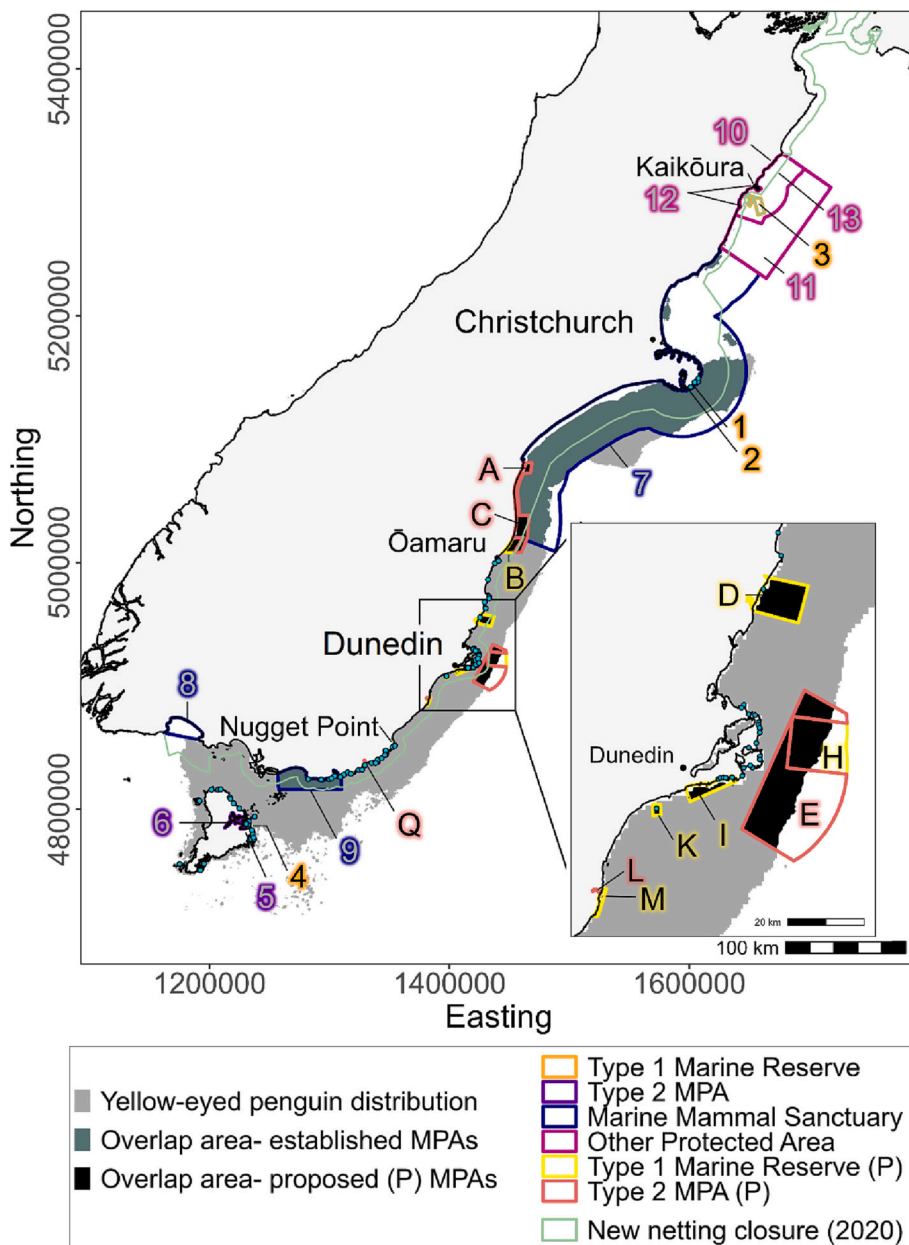 5400000
10
Kaikōura
12
13
3
11
5200000
Christchurch
1
2
A
7
Northing
C
Ōamaru
5000000
B
D
Dunedin
8
Nugget Point
Dunedin
H
E
I
K
4800000
6
Q
L
M
9
4
5
20 km
100 km
1200000
1400000
1600000
Easting
Yellow-eyed penguin distribution
Overlap area- established MPAs
Overlap area- proposed (P) MPAs
Type 1 Marine Reserve
Type 2 MPA
Marine Mammal Sanctuary
Other Protected Area
Type 1 Marine Reserve (P)
Type 2 MPA (P)
New netting closure (2020)